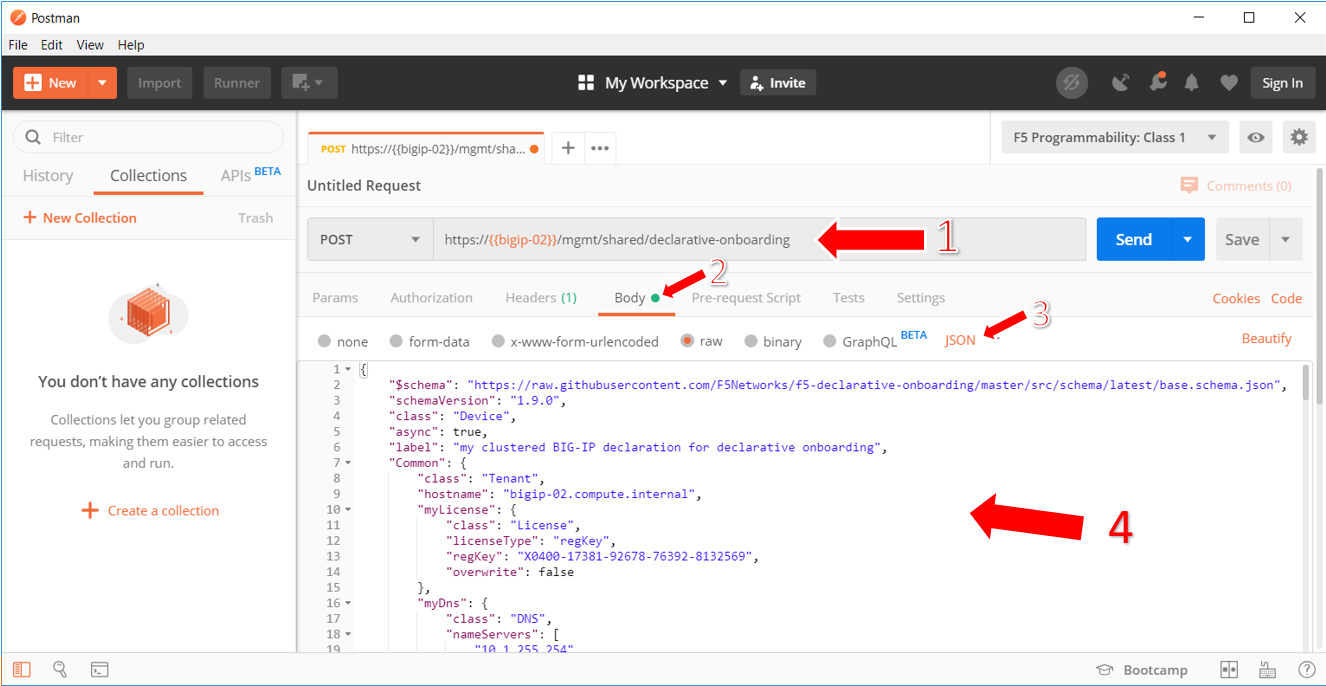 Postman
File Edit View Help
New Import Runner My Workspace Invite Sign In
Filter
History Collections APIs BETA
+ New Collection Trash
You don't have any collections
Collections let you group related
requests, making them easier to access
and run.
+ Create a collection
POST https://{{bigip-02}}/mgmt/sha... + ••• F5 Programmability: Class 1
Untitled Request Comments (0)
POST https://{{bigip-02}}/mgmt/shared/declarative-onboarding 1 Send Save
2
Params Authorization Headers (1) Body Pre-request Script Tests Settings Cookies Code
3
none form-data x-www-form-urlencoded raw binary GraphQL BETA JSON Beautify
1 {
2 "$schema": "https://raw.githubusercontent.com/F5Networks/f5-declarative-onboarding/master/src/schema/latest/base.schema.json",
3 "schemaVersion": "1.9.0",
4 "class": "Device",
5 "async": true,
6 "label": "my clustered BIG-IP declaration for declarative onboarding",
7 "Common": {
8 "class": "Tenant",
9 "hostname": "bigip-02.compute.internal",
10 "myLicense": {
11 "class": "License",
12 "licenseType": "regKey",
13 "regKey": "X0400-17381-92678-76392-8132569",
14 "overwrite": false
15 },
16 "myDns": {
17 "class": "DNS",
18 "nameServers": [
19 "10.1.255.254"
4
Bootcamp